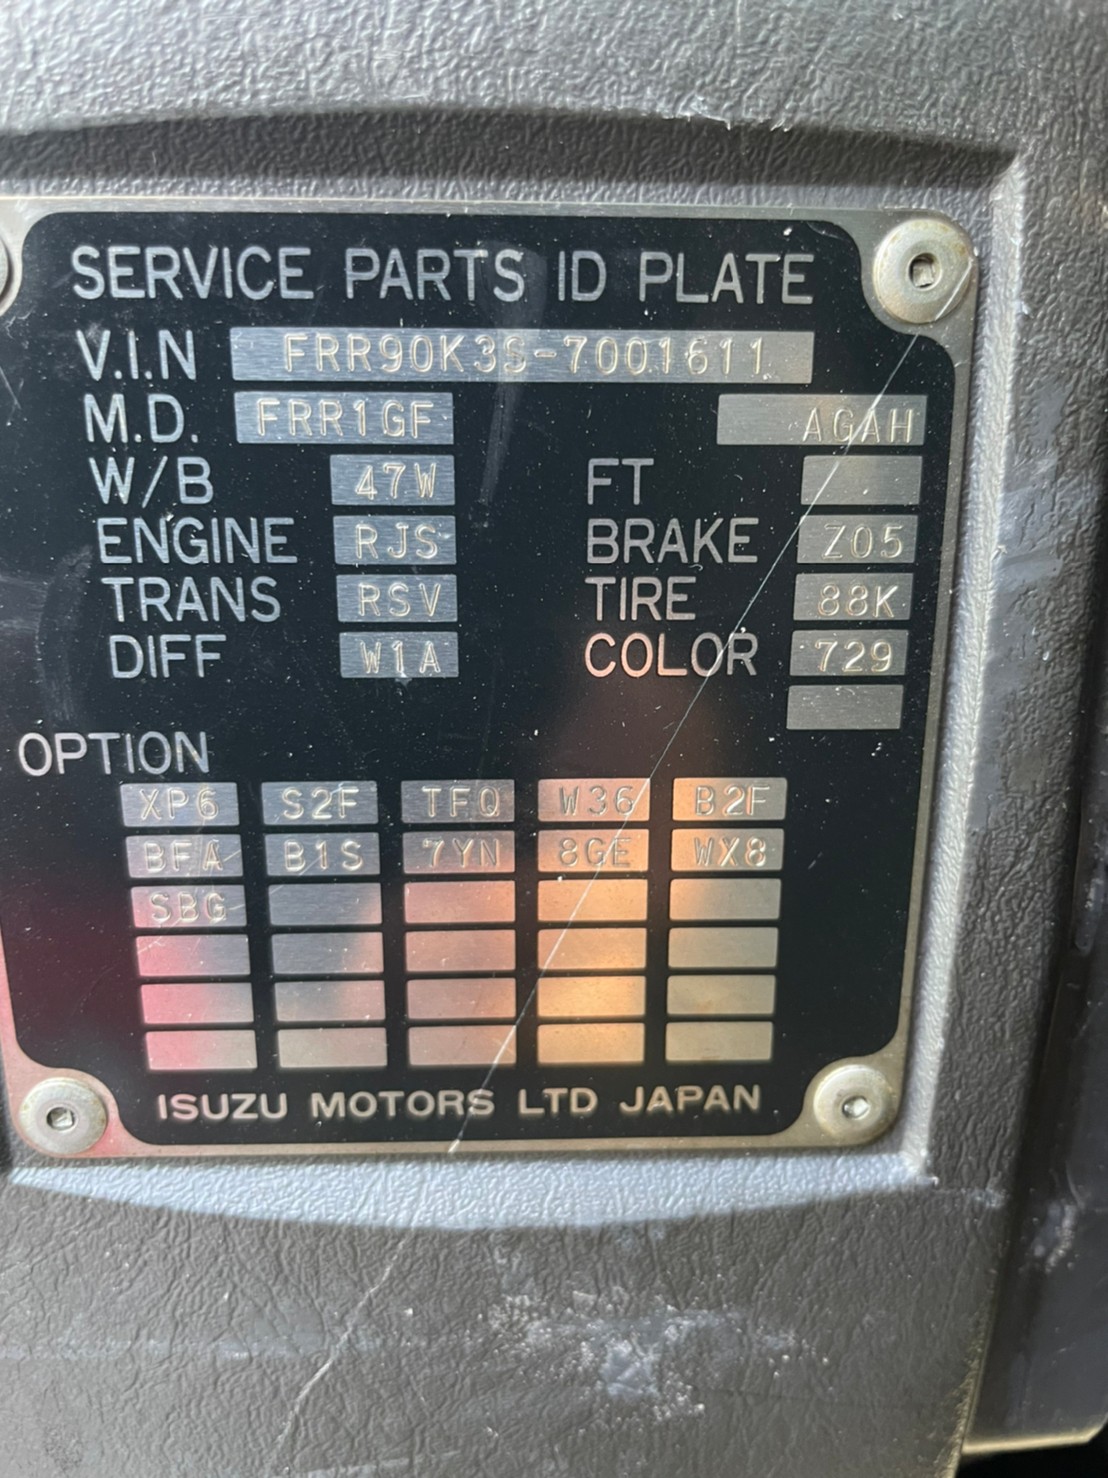 SERVICE PARTS ID PLATE
V.I.N FRR90K3S-7001611
M.D. FRR1GF AGAH
W/B 47W FT
ENGINE RJS BRAKE Z05
TRANS RSV TIRE 88K
DIFF W1A COLOR 729
OPTION
XP6 S2F TFQ W36 B2F
BFA B1S 7YN 8GE WX8
SBG
ISUZU MOTORS LTD JAPAN